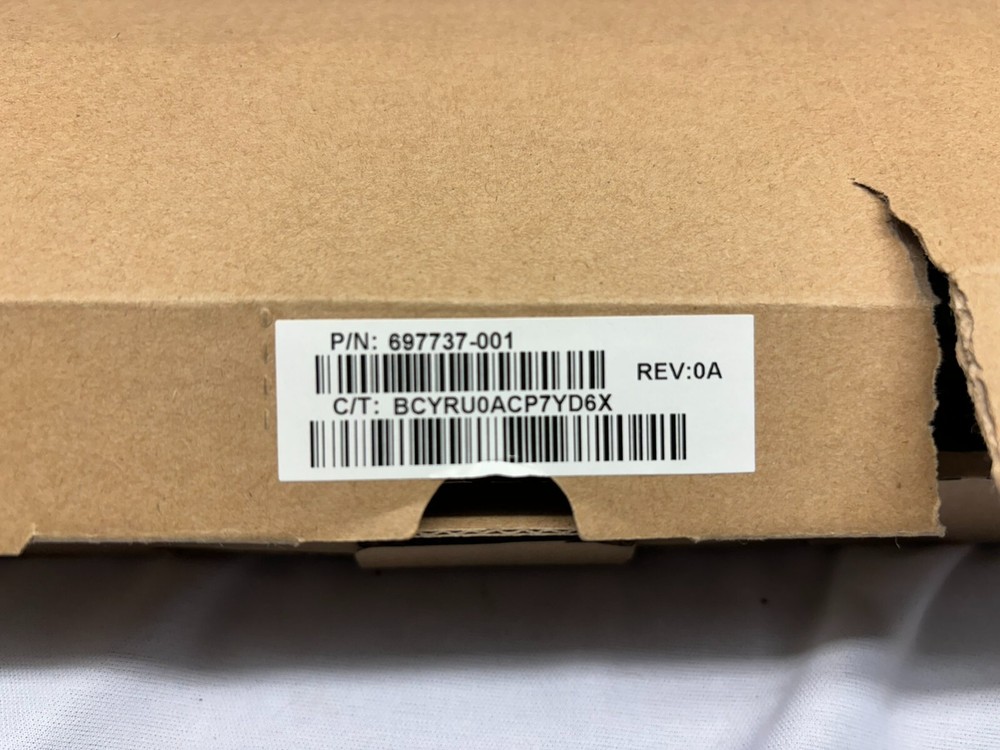 P/N: 697737-001
REV:0A
C/T: BCYRU0ACP7YD6X